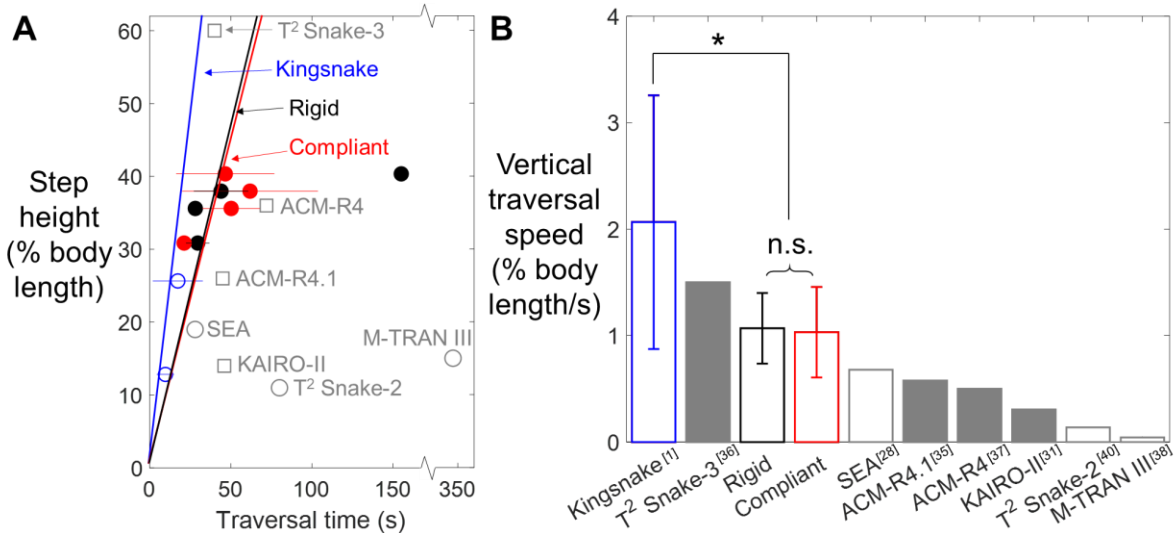 A
T² Snake-3
Kingsnake
Rigid
Compliant
ACM-R4
ACM-R4.1
SEA
M-TRAN III
KAIRO-II
T² Snake-2
Step
height
(% body
length)
60
50
40
30
20
10
0
0
50
100
150
350
Traversal time (s)
B
*
n.s.
Vertical
traversal
speed
(% body
length/s)
4
3
2
1
0
Kingsnake[1]
T² Snake-3[36]
Rigid
Compliant
SEA[28]
ACM-R4.1[35]
ACM-R4[37]
KAIRO-II[31]
T² Snake-2[40]
M-TRAN III[38]